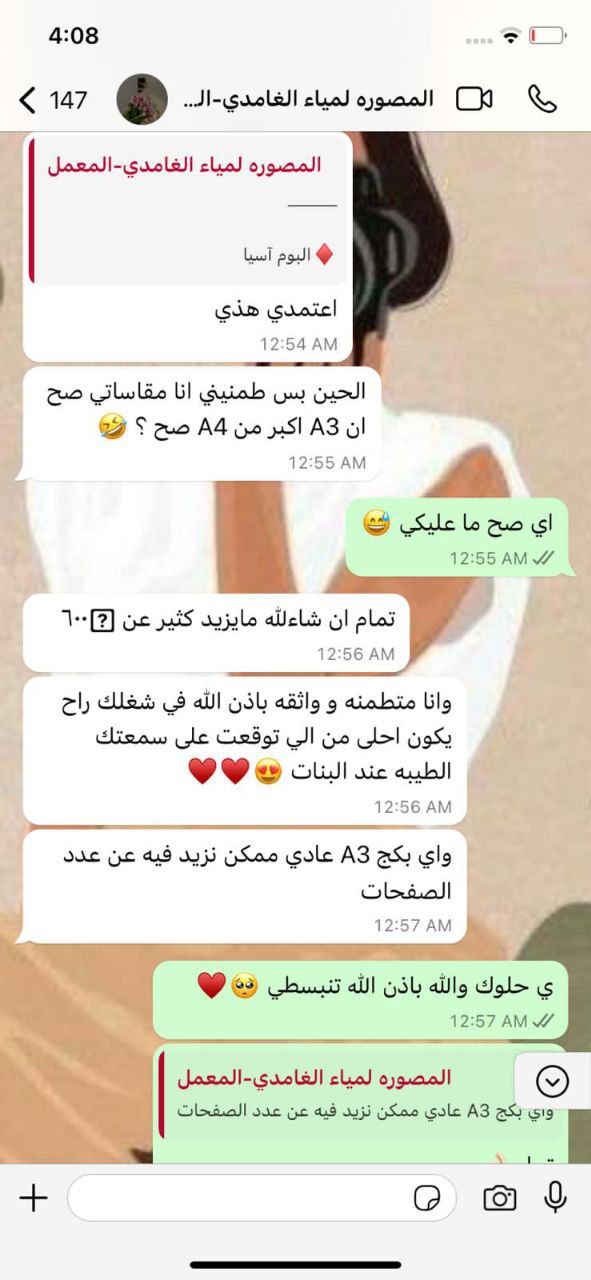 4:08
147
المصوره لمياء الغامدي-الـ...
المصوره لمياء الغامدي-المعمل
——
♦️ البوم آسيا
اعتمدي هذي
12:54 AM
الحين بس طمنيني انا مقاساتي صح
ان A3 اكبر من A4 صح ؟ 🤣
12:55 AM
اي صح ما عليكي 😅
12:55 AM
تمام ان شاءلله مايزيد كثير عن ⍰٦٠٠
12:56 AM
وانا متطمنه و واثقه باذن الله في شغلك راح
يكون احلى من الي توقعت على سمعتك
الطيبه عند البنات 😍♥️♥️
12:56 AM
واي بكج A3 عادي ممكن نزيد فيه عن عدد
الصفحات
12:57 AM
ي حلوك والله باذن الله تنبسطي 🥺♥️
12:57 AM
المصوره لمياء الغامدي-المعمل
واي بكج A3 عادي ممكن نزيد فيه عن عدد الصفحات